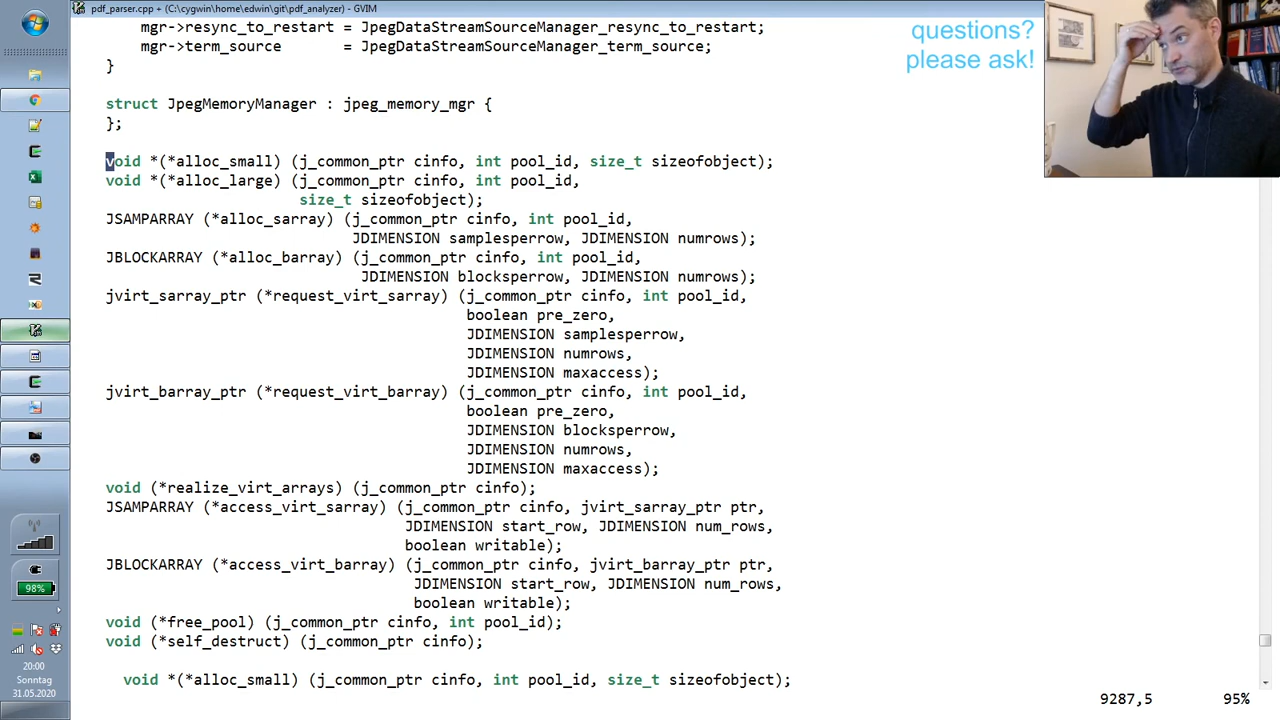 pdf_parser.cpp + (C:\cygwin\home\edwin\git\pdf_analyzer) - GVIM
questions?
please ask!
mgr->resync_to_restart = JpegDataStreamSourceManager_resync_to_restart;
mgr->term_source = JpegDataStreamSourceManager_term_source;
}
struct JpegMemoryManager : jpeg_memory_mgr {
};
void *(*alloc_small) (j_common_ptr cinfo, int pool_id, size_t sizeofobject);
void *(*alloc_large) (j_common_ptr cinfo, int pool_id,
size_t sizeofobject);
JSAMPARRAY (*alloc_sarray) (j_common_ptr cinfo, int pool_id,
JDIMENSION samplesperrow, JDIMENSION numrows);
JBLOCKARRAY (*alloc_barray) (j_common_ptr cinfo, int pool_id,
JDIMENSION blocksperrow, JDIMENSION numrows);
jvirt_sarray_ptr (*request_virt_sarray) (j_common_ptr cinfo, int pool_id,
boolean pre_zero,
JDIMENSION samplesperrow,
JDIMENSION numrows,
JDIMENSION maxaccess);
jvirt_barray_ptr (*request_virt_barray) (j_common_ptr cinfo, int pool_id,
boolean pre_zero,
JDIMENSION blocksperrow,
JDIMENSION numrows,
JDIMENSION maxaccess);
void (*realize_virt_arrays) (j_common_ptr cinfo);
JSAMPARRAY (*access_virt_sarray) (j_common_ptr cinfo, jvirt_sarray_ptr ptr,
JDIMENSION start_row, JDIMENSION num_rows,
boolean writable);
JBLOCKARRAY (*access_virt_barray) (j_common_ptr cinfo, jvirt_barray_ptr ptr,
JDIMENSION start_row, JDIMENSION num_rows,
boolean writable);
void (*free_pool) (j_common_ptr cinfo, int pool_id);
void (*self_destruct) (j_common_ptr cinfo);
void *(*alloc_small) (j_common_ptr cinfo, int pool_id, size_t sizeofobject);
9287,5 95%
98%
20:00
Sonntag
31.05.2020